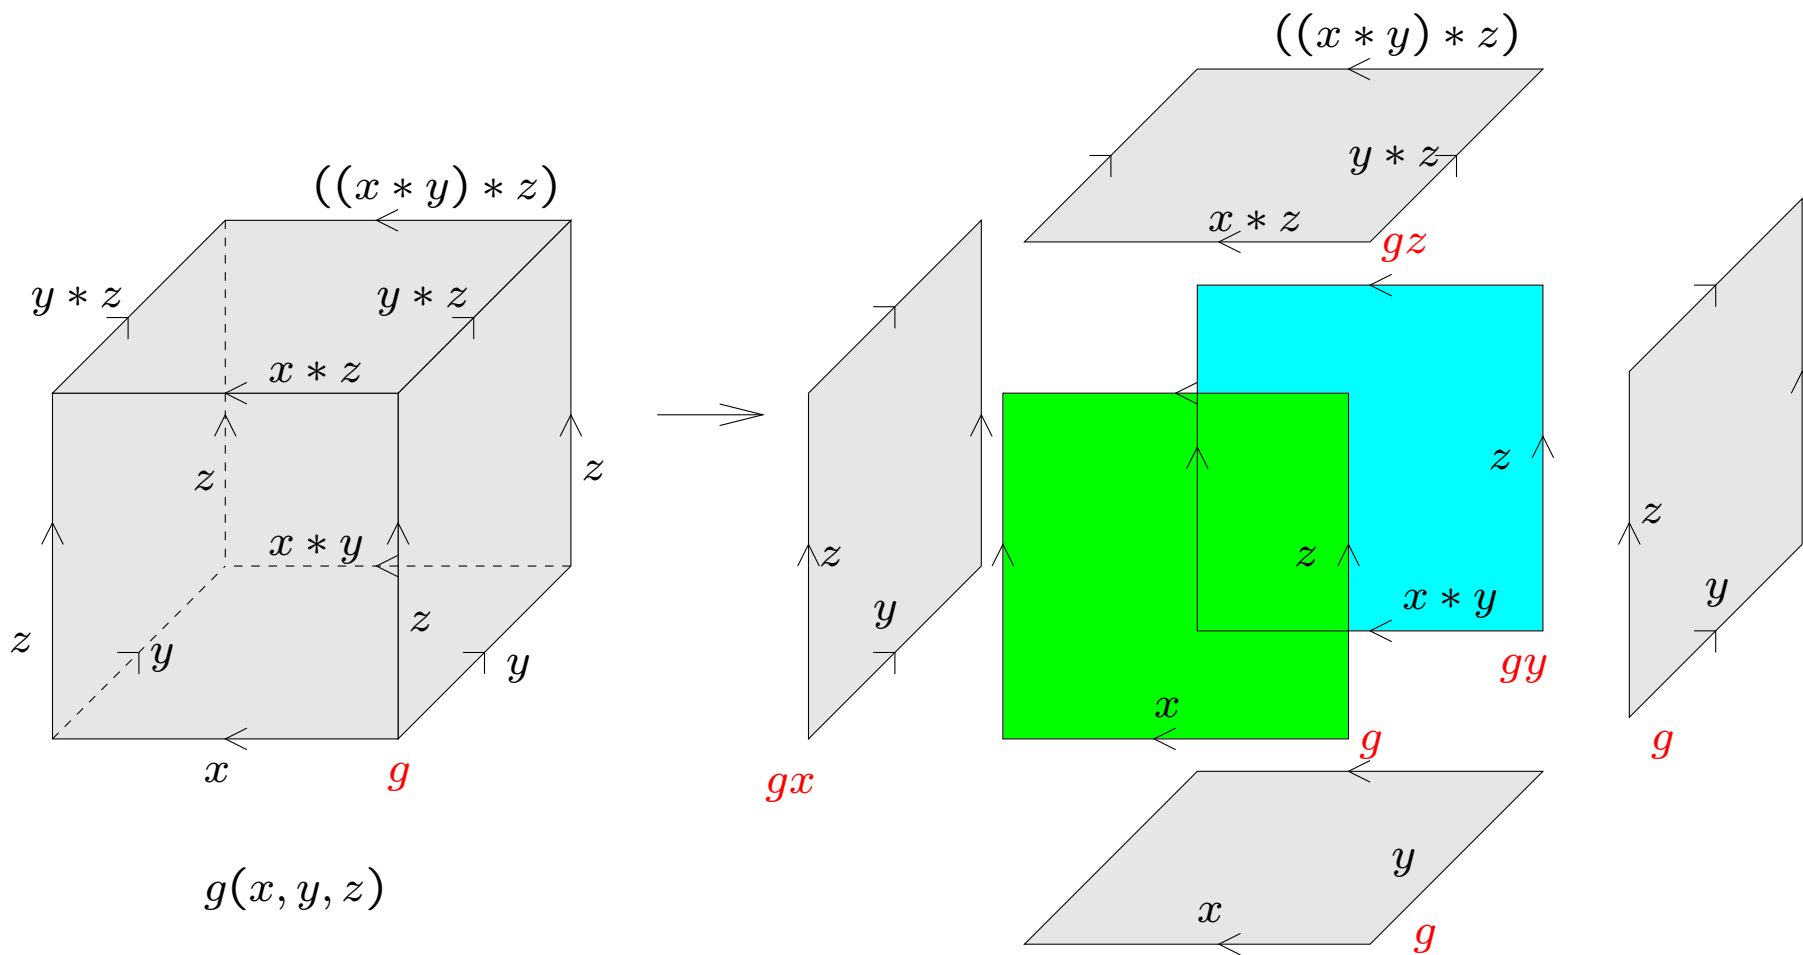 ((x * y) * z)
y * z
y * z
x * z
z
z
x * y
z
z
y
y
x
g
g(x, y, z)
((x * y) * z)
y * z
x * z
gz
z
y
gx
z
x * y
z
gy
x
g
z
y
g
y
x
g